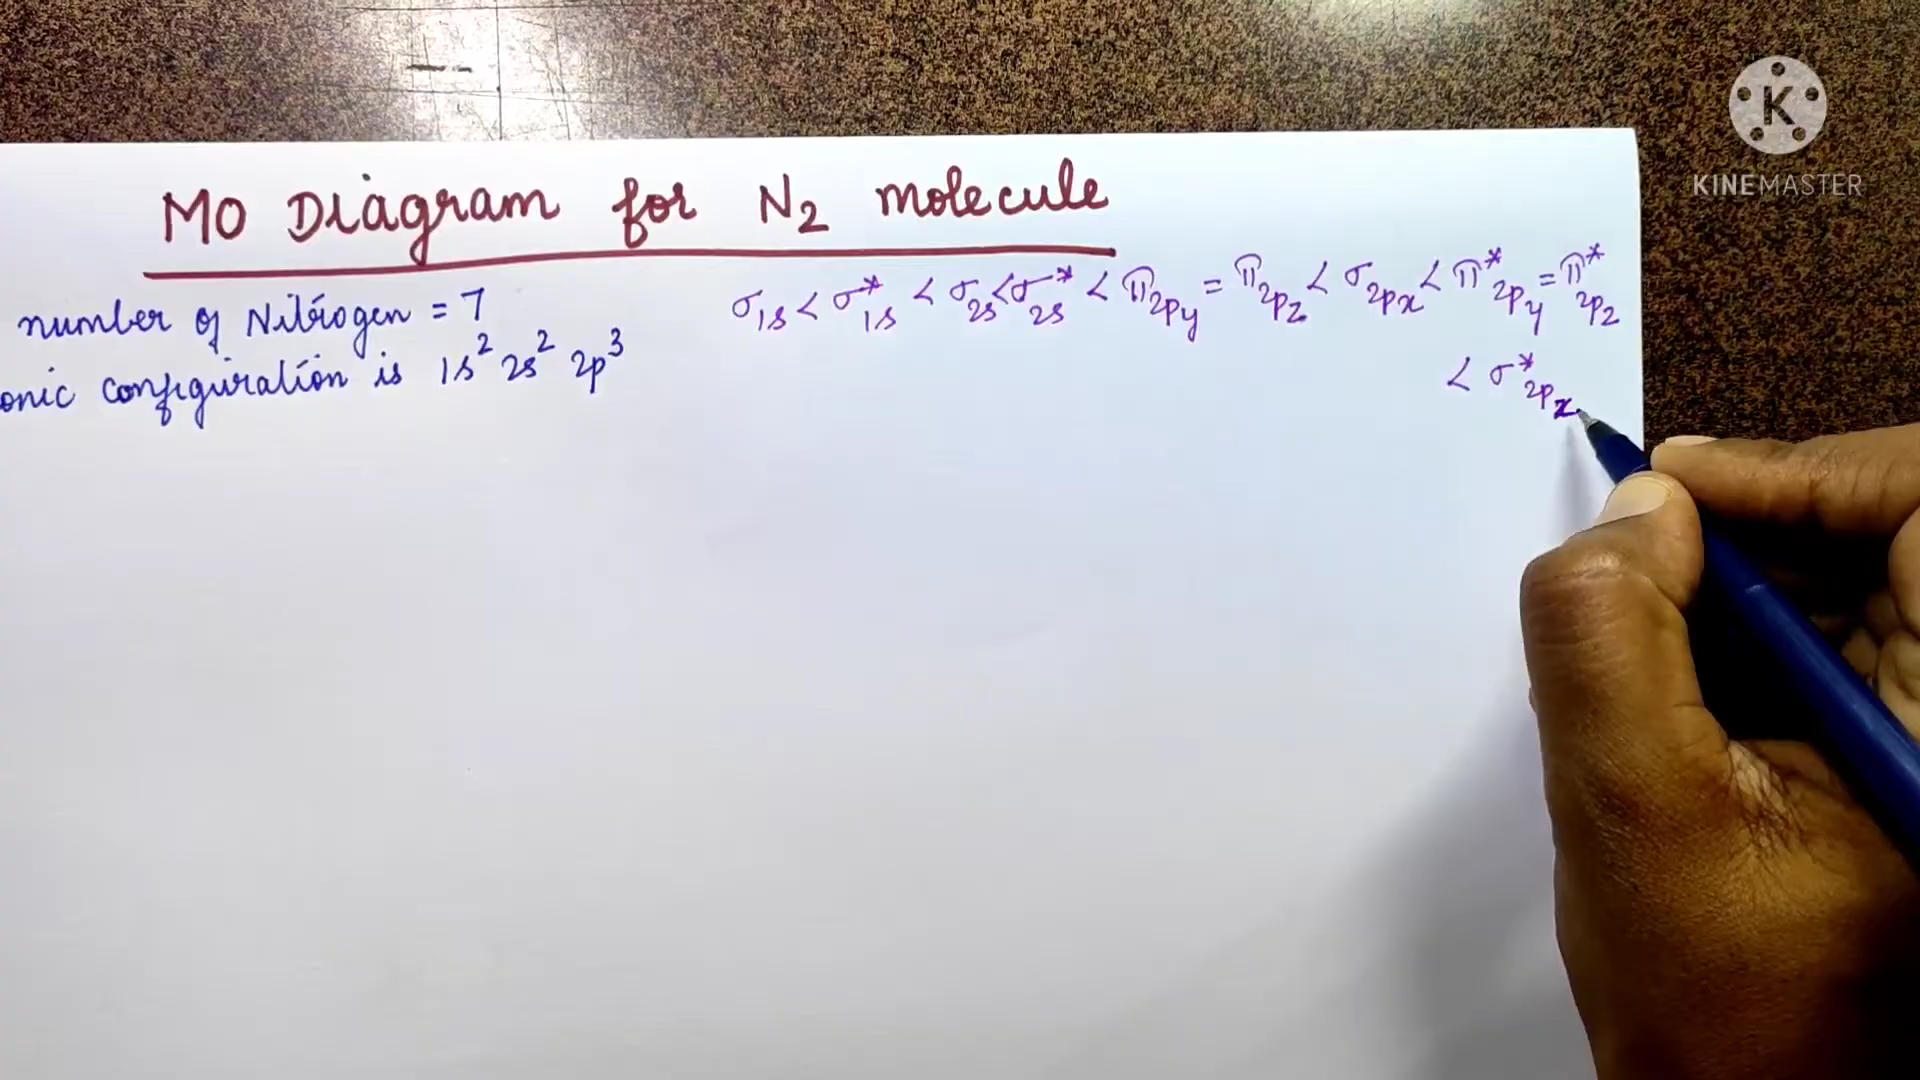 KINEMASTER
MO Diagram for N₂ molecule
number of Nitrogen = 7
onic configuration is 1s² 2s² 2p³
σ1s < σ*1s < σ2s < σ*2s < π2py = π2pz < σ2px < π*2py = π*2pz
< σ*2px